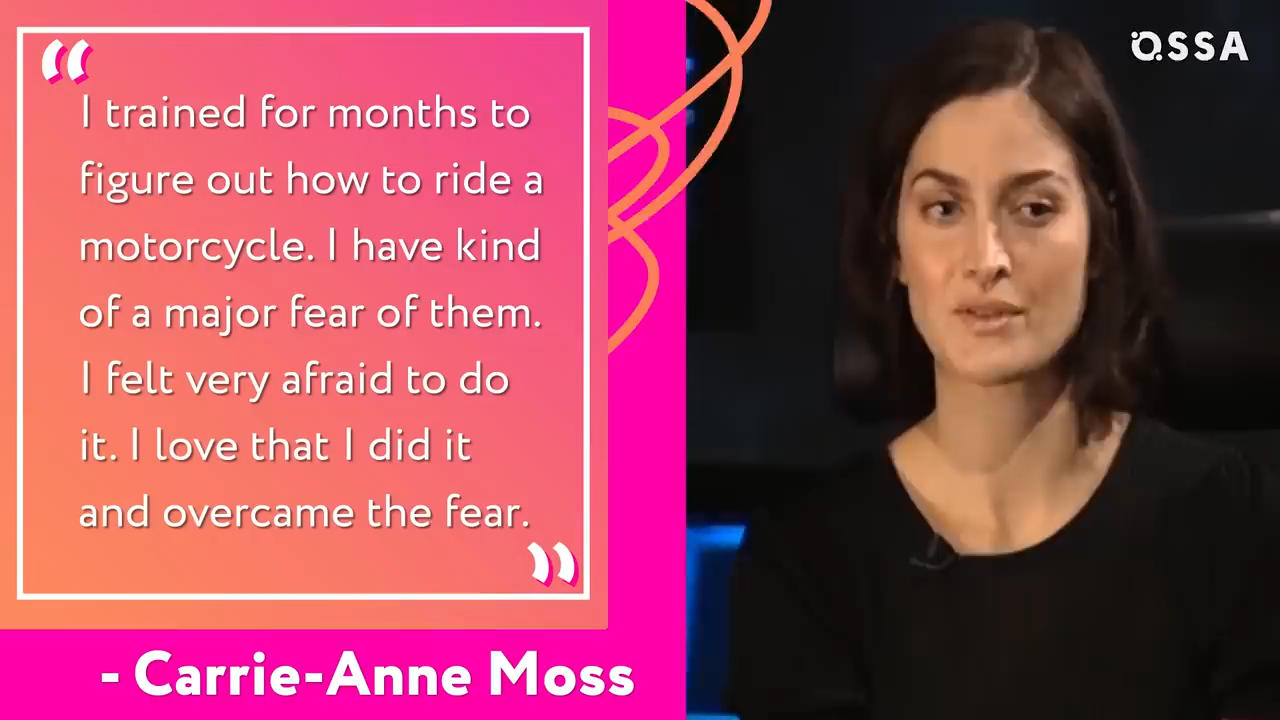 “
I trained for months to
figure out how to ride a
motorcycle. I have kind
of a major fear of them.
I felt very afraid to do
it. I love that I did it
and overcame the fear.
”
- Carrie-Anne Moss
OSSA